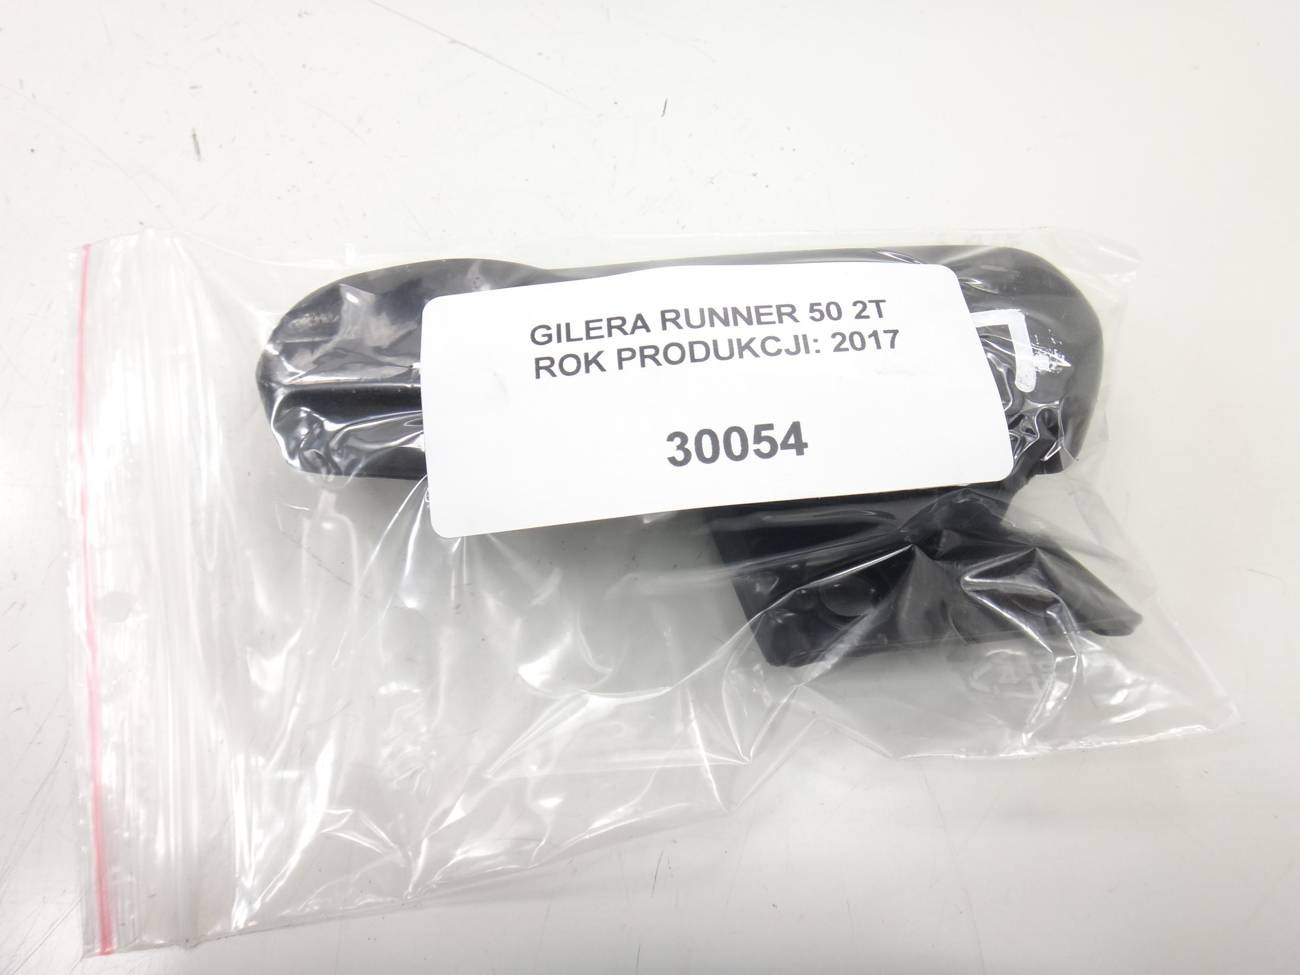 GILERA RUNNER 50 2T
ROK PRODUKCJI: 2017
30054